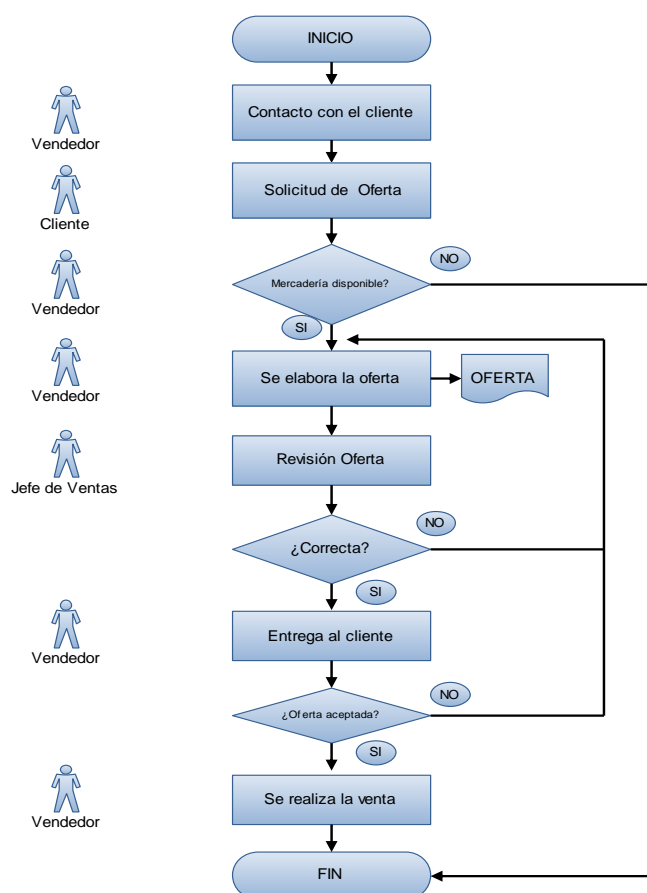 INICIO
Contacto con el cliente
Vendedor
Solicitud de Oferta
Cliente
NO
Mercadería disponible?
Vendedor
SI
Se elabora la oferta
OFERTA
Vendedor
Revisión Oferta
Jefe de Ventas
NO
¿Correcta?
SI
Entrega al cliente
Vendedor
NO
¿Oferta aceptada?
SI
Se realiza la venta
Vendedor
FIN